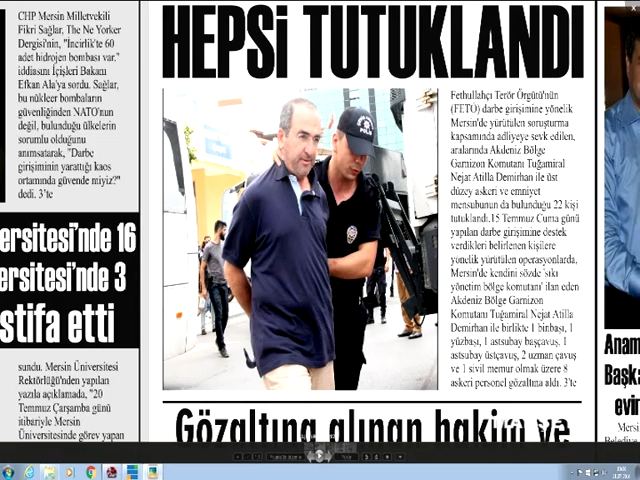 CHP Mersin Milletvekili
Fikri Sağlar, The Ne Yorker
Dergisi'nin, "İncirlik'te 60
adet hidrojen bombası var."
iddiasını İçişleri Bakanı
Efkan Ala'ya sordu. Sağlar,
bu nükleer bombaların
güvenliğinden NATO'nun
değil, bulunduğu ülkelerin
sorumlu olduğunu
anımsatarak, "Darbe
girişiminin yarattığı kaos
ortamında güvende miyiz?"
dedi. 3'te
ersitesi'nde 16
ersitesi'nde 3
stifa etti
sundu. Mersin Üniversitesi
Rektörlüğü'nden yapılan
yazıla açıklamada, "20
Temmuz Çarşamba günü
itibariyle Mersin
Üniversitesinde görev yapan
HEPSİ TUTUKLANDI
POLİS
Fethullahçı Terör Örgütü'nün
(FETO) darbe girişimine yönelik
Mersin'de yürütülen soruşturma
kapsamında adliyeye sevk edilen,
aralarında Akdeniz Bölge
Garnizon Komutanı Tuğamiral
Nejat Atilla Demirhan ile üst
düzey askeri ve emniyet
mensubunun da bulunduğu 22 kişi
tutuklandı.15 Temmuz Cuma günü
yapılan darbe girişimine destek
verdikleri belirlenen kişilere
yönelik yürütülen operasyonlarda,
Mersin'de kendini sözde 'sıkı
yönetim bölge komutanı' ilan eden
Akdeniz Bölge Garnizon
Komutanı Tuğamiral Nejat Atilla
Demirhan ile birlikte 1 binbaşı, 1
yüzbaşı, 1 astsubay başçavuş, 1
astsubay üstçavuş, 2 uzman çavuş
ve 1 sivil memur olmak üzere 8
askeri personel gözaltına aldı. 3'te
Gözaltına alınan hakim ve
Anam
Başka
evin
Mersi